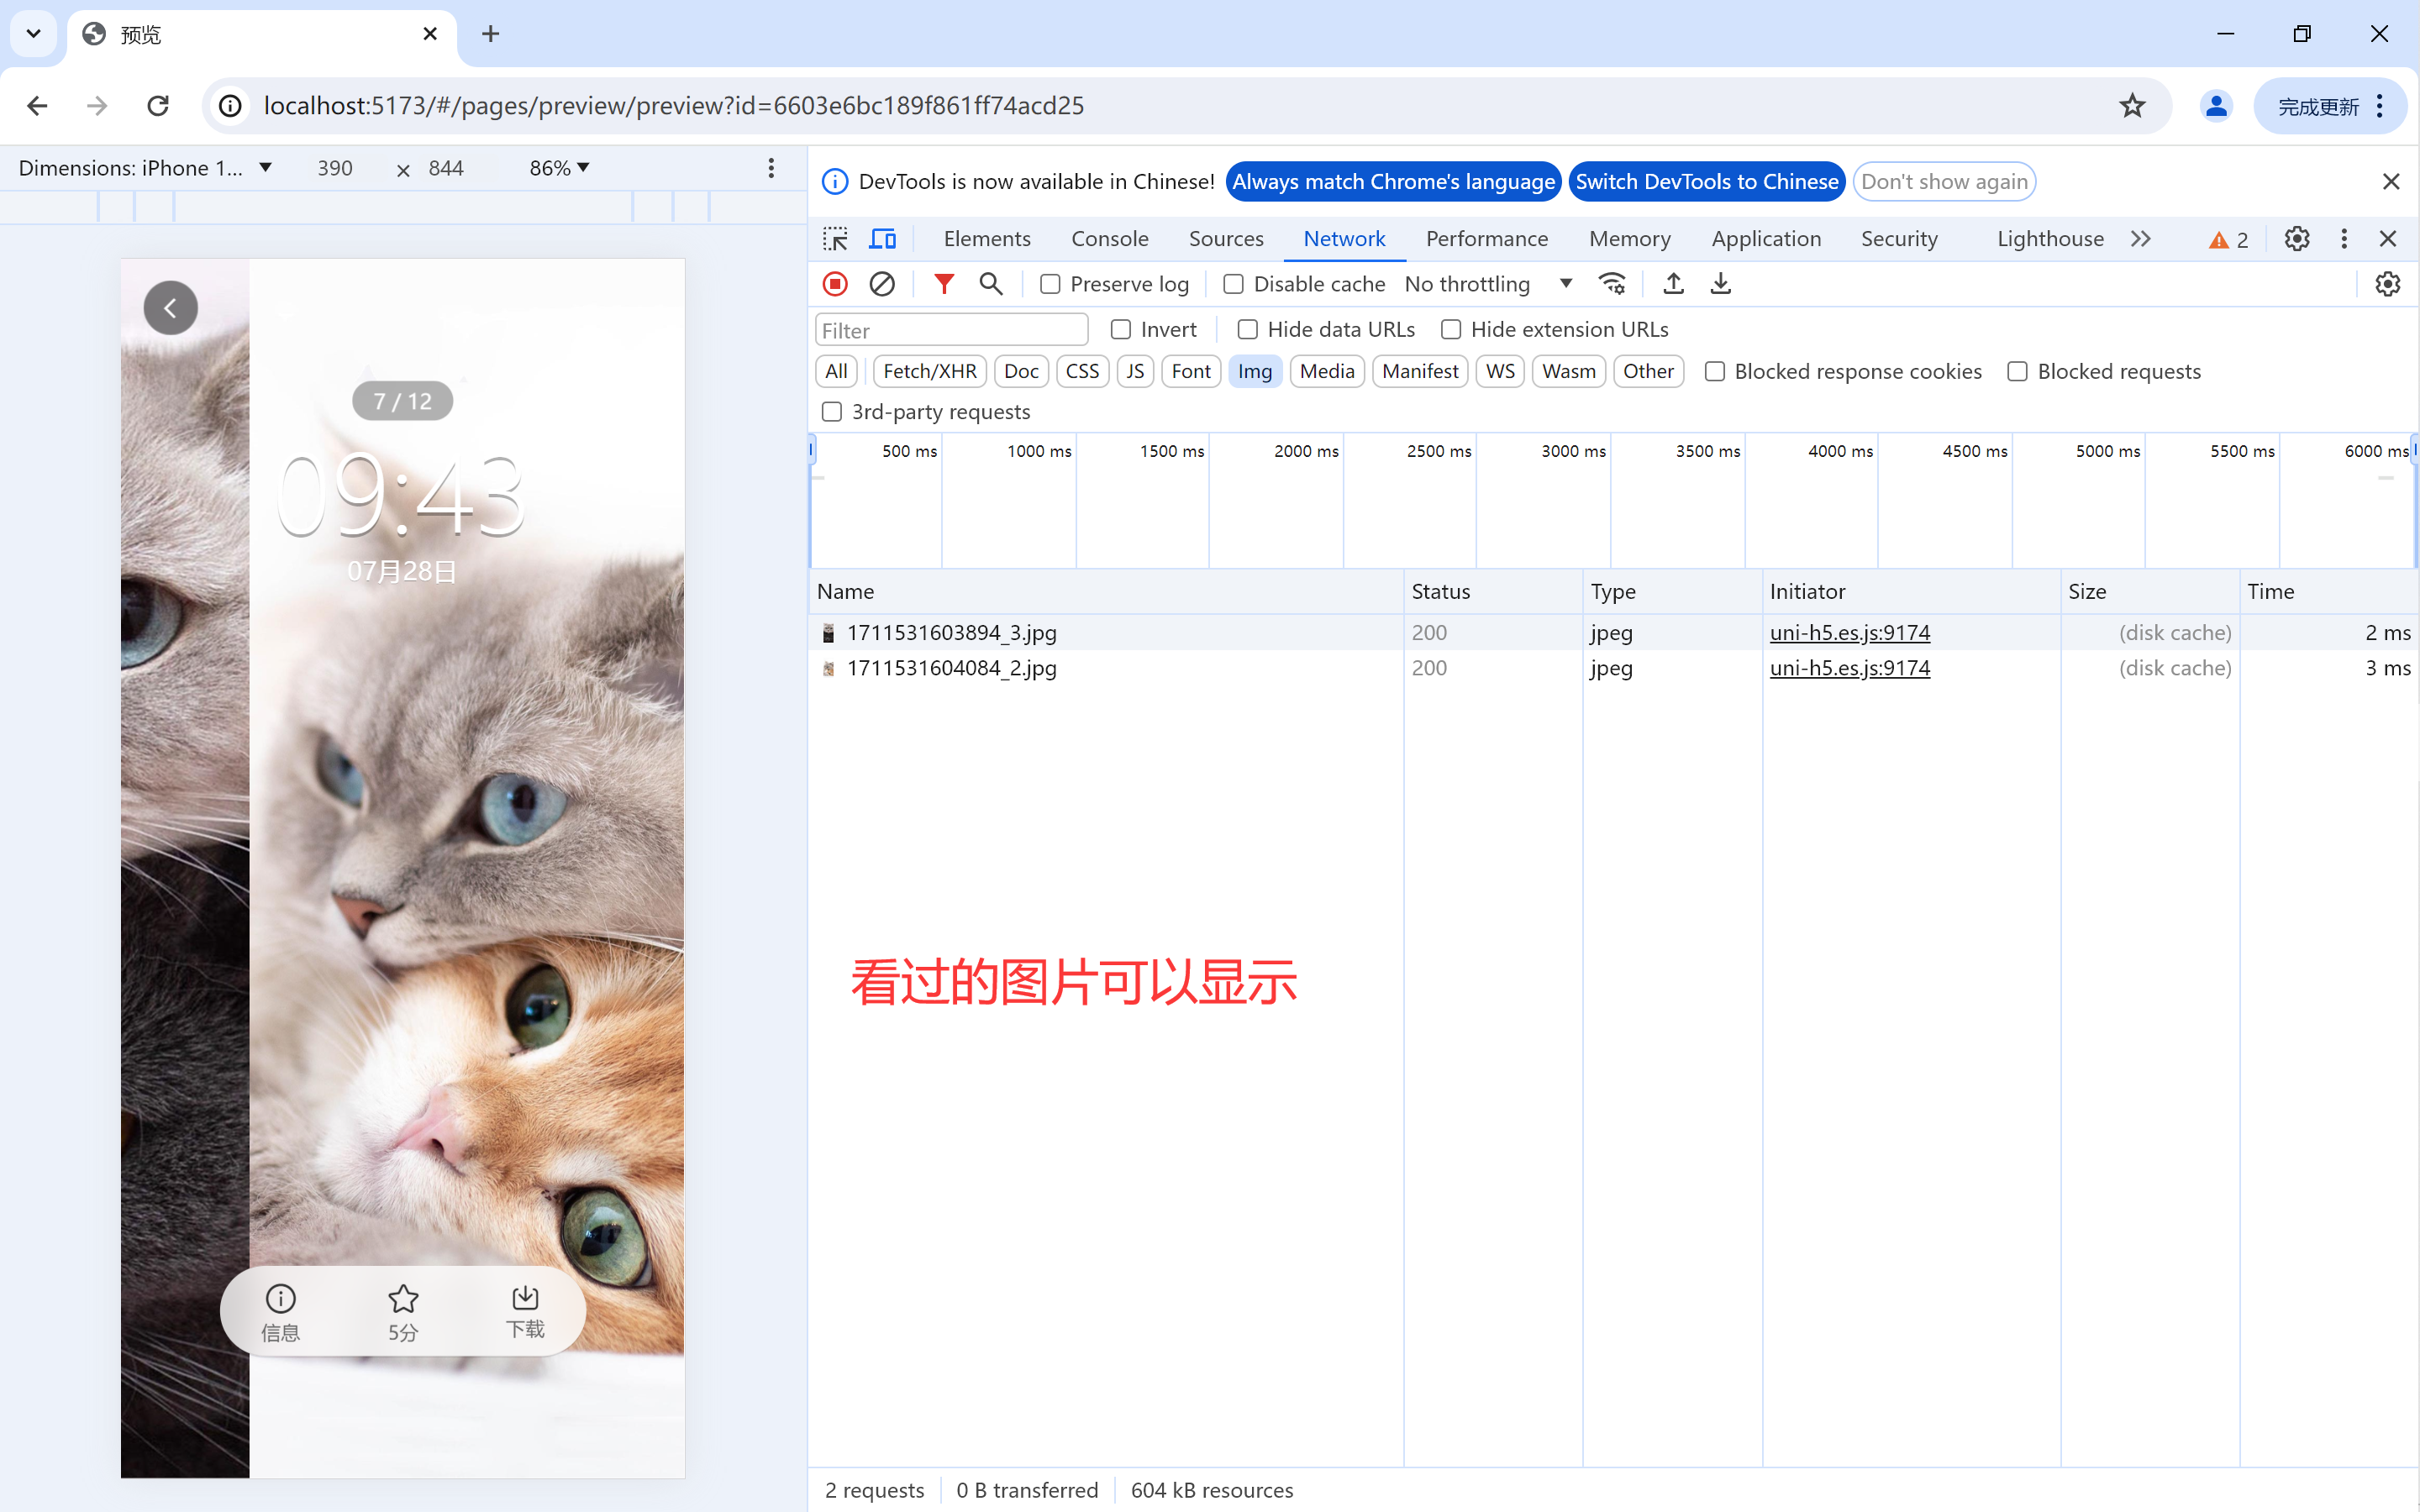 预览
localhost:5173/#/pages/preview/preview?id=6603e6bc189f861ff74acd25
完成更新
Dimensions: iPhone 1... 390 × 844 86%
7 / 12
09:43
07月28日
信息 5分 下载
DevTools is now available in Chinese! Always match Chrome's language Switch DevTools to Chinese Don't show again
Elements Console Sources Network Performance Memory Application Security Lighthouse 2
Preserve log Disable cache No throttling
Filter Invert Hide data URLs Hide extension URLs
All Fetch/XHR Doc CSS JS Font Img Media Manifest WS Wasm Other Blocked response cookies Blocked requests
3rd-party requests
500 ms 1000 ms 1500 ms 2000 ms 2500 ms 3000 ms 3500 ms 4000 ms 4500 ms 5000 ms 5500 ms 6000 ms
Name Status Type Initiator Size Time
1711531603894_3.jpg 200 jpeg uni-h5.es.js:9174 (disk cache) 2 ms
1711531604084_2.jpg 200 jpeg uni-h5.es.js:9174 (disk cache) 3 ms
看过的图片可以显示
2 requests 0 B transferred 604 kB resources